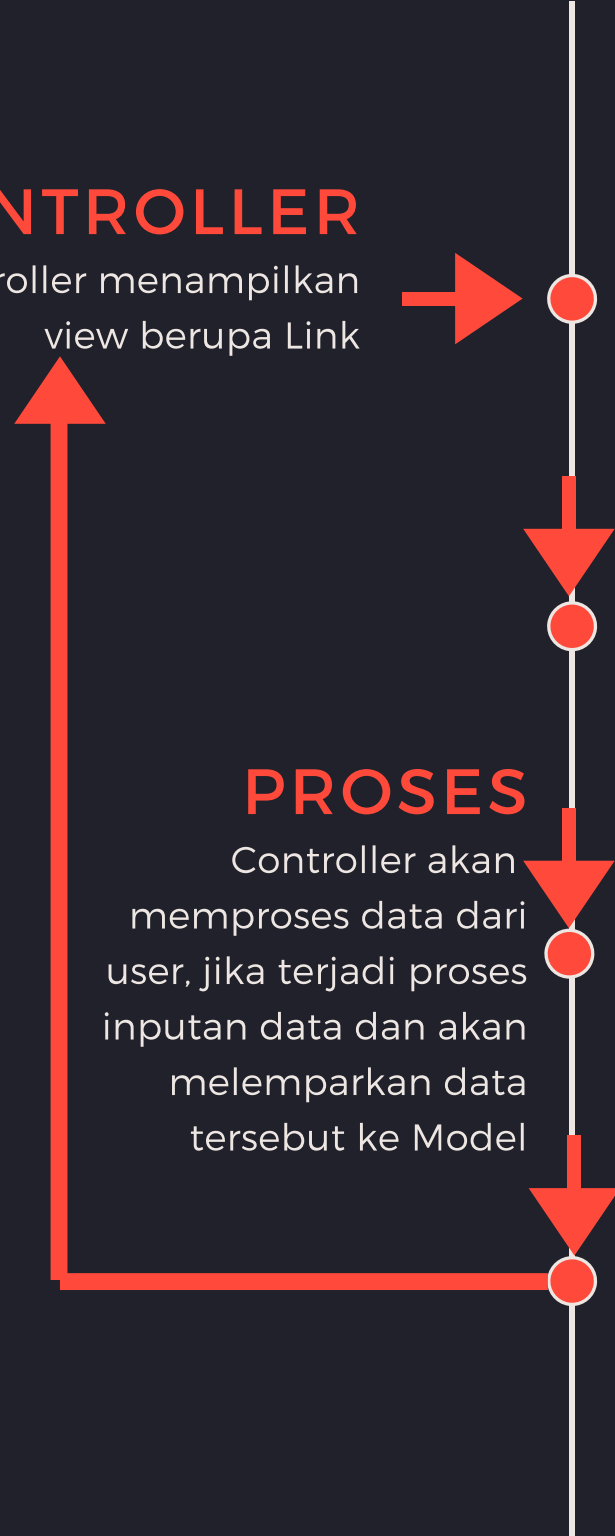 NTROLLER
roller menampilkan
view berupa Link
PROSES
Controller akan
memproses data dari
user, jika terjadi proses
inputan data dan akan
melemparkan data
tersebut ke Model